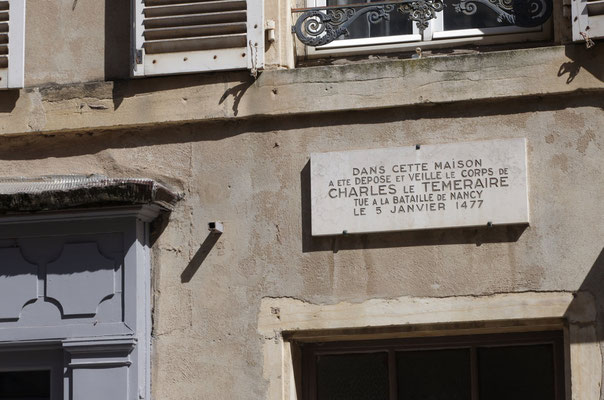 DANS CETTE MAISON
A ETE DEPOSE ET VEILLE LE CORPS DE
CHARLES LE TEMERAIRE
TUE A LA BATAILLE DE NANCY
LE 5 JANVIER 1477